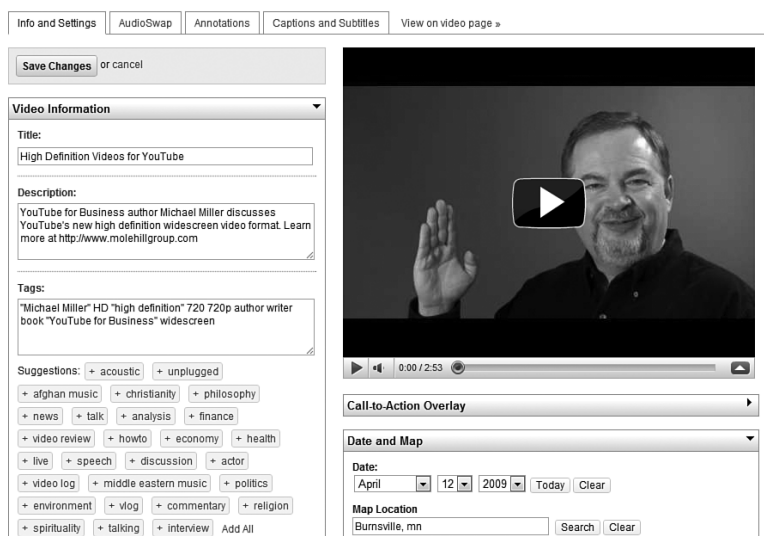 Info and Settings
AudioSwap
Annotations
Captions and Subtitles
View on video page »
Save Changes or cancel
Video Information
Title:
High Definition Videos for YouTube
Description:
YouTube for Business author Michael Miller discusses
YouTube's new high definition widescreen video format. Learn
more at http://www.molehillgroup.com
Tags:
"Michael Miller" HD "high definition" 720 720p author writer
book "YouTube for Business" widescreen
Suggestions: + acoustic + unplugged
+ afghan music + christianity + philosophy
+ news + talk + analysis + finance
+ video review + howto + economy + health
+ live + speech + discussion + actor
+ video log + middle eastern music + politics
+ environment + vlog + commentary + religion
+ spirituality + talking + interview Add All
0:00 / 2:53
Call-to-Action Overlay
Date and Map
Date:
April 12 2009 Today Clear
Map Location
Burnsville, mn Search Clear